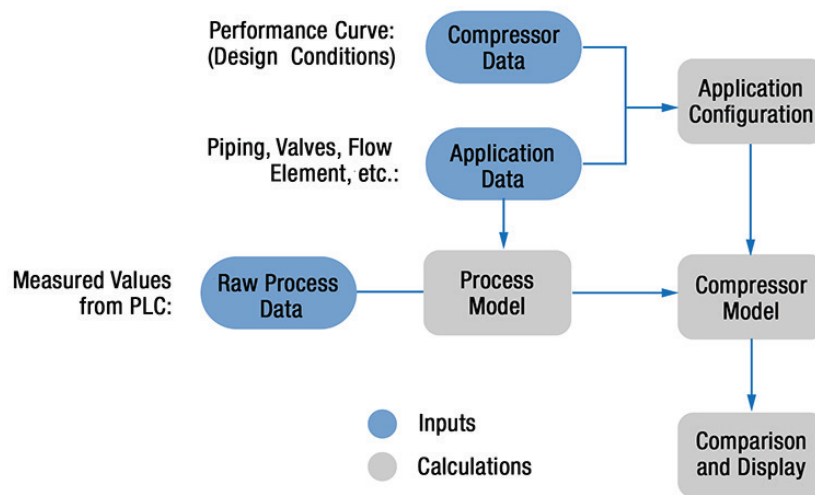 Performance Curve:
(Design Conditions)
Compressor
Data
Application
Configuration
Piping, Valves, Flow
Element, etc.:
Application
Data
Measured Values
from PLC:
Raw Process
Data
Process
Model
Compressor
Model
Inputs
Calculations
Comparison
and Display